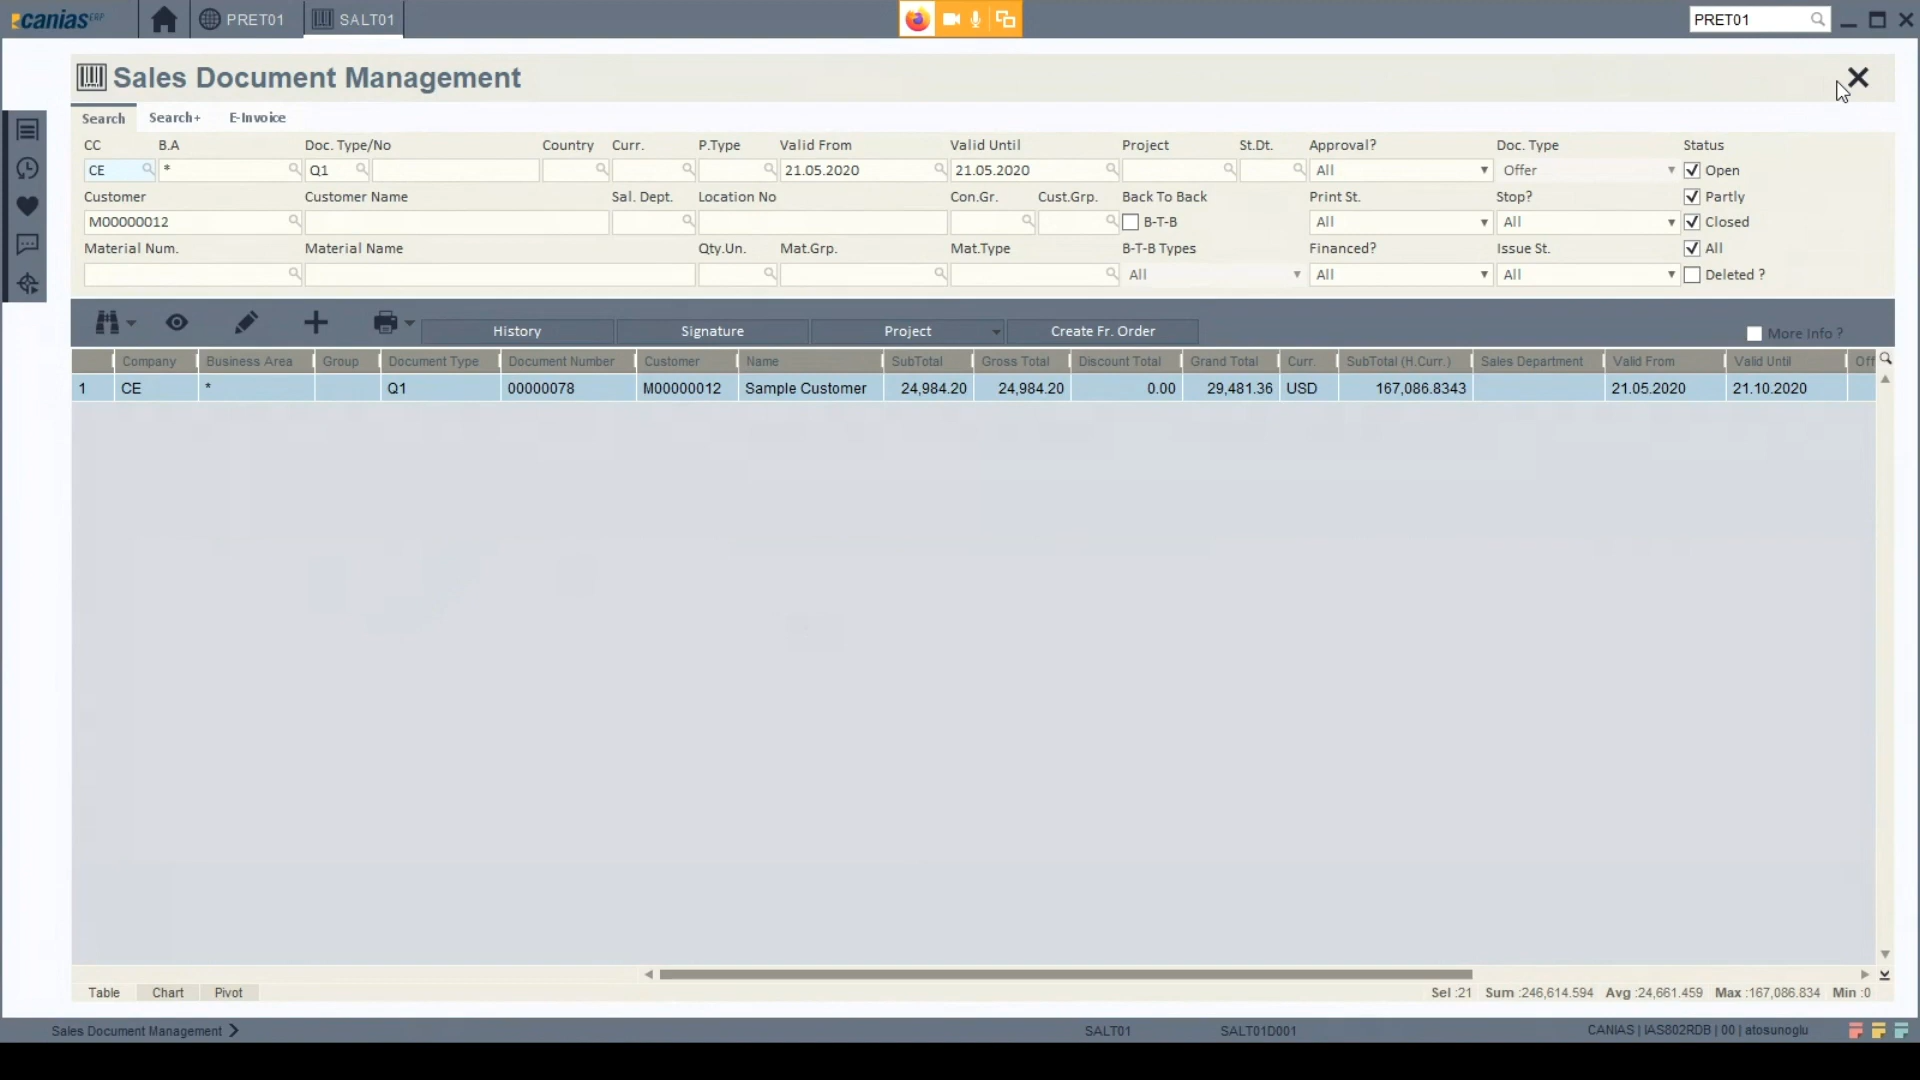 caniasERP PRET01 SALT01 PRET01
Sales Document Management
Search Search+ E-Invoice
CC B.A Doc. Type/No Country Curr. P.Type Valid From Valid Until Project St.Dt. Approval? Doc. Type Status
CE * Q1 21.05.2020 21.05.2020 All Offer Open
Customer Customer Name Sal. Dept. Location No Con.Gr. Cust.Grp. Back To Back Print St. Stop? Partly
M00000012 B-T-B All All Closed
Material Num. Material Name Qty.Un. Mat.Grp. Mat.Type B-T-B Types Financed? Issue St. All
All All All Deleted ?
History Signature Project Create Fr. Order More Info ?
Company Business Area Group Document Type Document Number Customer Name SubTotal Gross Total Discount Total Grand Total Curr. SubTotal (H.Curr.) Sales Department Valid From Valid Until Off
1 CE * Q1 00000078 M00000012 Sample Customer 24,984.20 24,984.20 0.00 29,481.36 USD 167,086.8343 21.05.2020 21.10.2020
Table Chart Pivot Sel :21 Sum :246,614.594 Avg :24,661.459 Max :167,086.834 Min :0
Sales Document Management SALT01 SALT01D001 CANIAS | IAS802RDB | 00 | atosunoglu